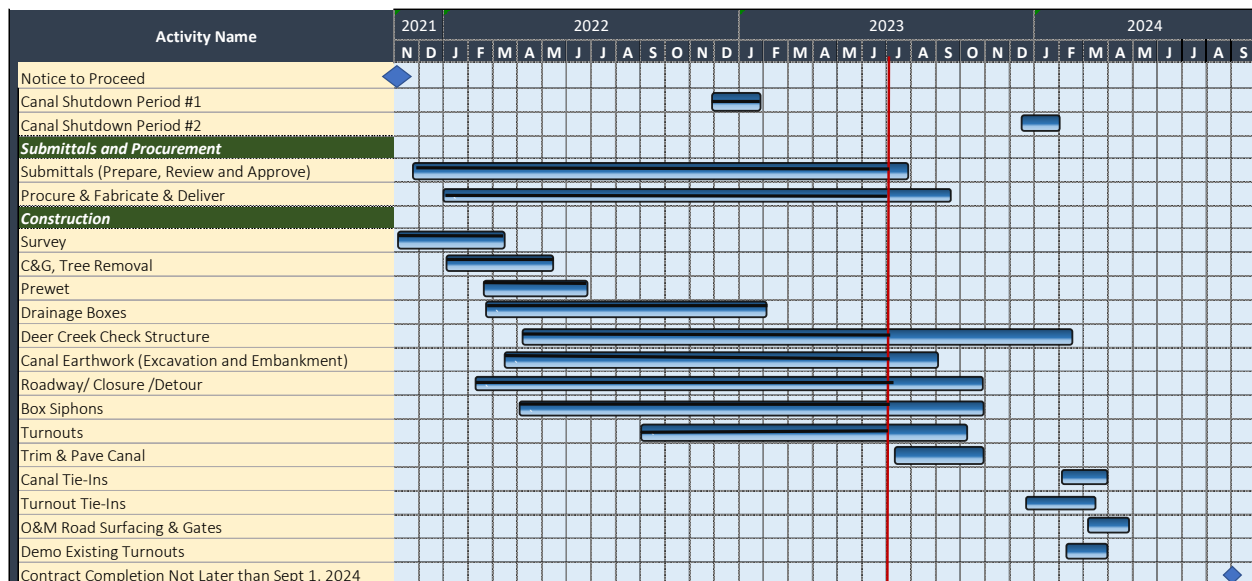 Activity Name
2021 2022 2023 2024
N D J F M A M J J A S O N D J F M A M J J A S O N D J F M A M J J A S
Notice to Proceed
Canal Shutdown Period #1
Canal Shutdown Period #2
Submittals and Procurement
Submittals (Prepare, Review and Approve)
Procure & Fabricate & Deliver
Construction
Survey
C&G, Tree Removal
Prewet
Drainage Boxes
Deer Creek Check Structure
Canal Earthwork (Excavation and Embankment)
Roadway/ Closure /Detour
Box Siphons
Turnouts
Trim & Pave Canal
Canal Tie-Ins
Turnout Tie-Ins
O&M Road Surfacing & Gates
Demo Existing Turnouts
Contract Completion Not Later than Sept 1, 2024